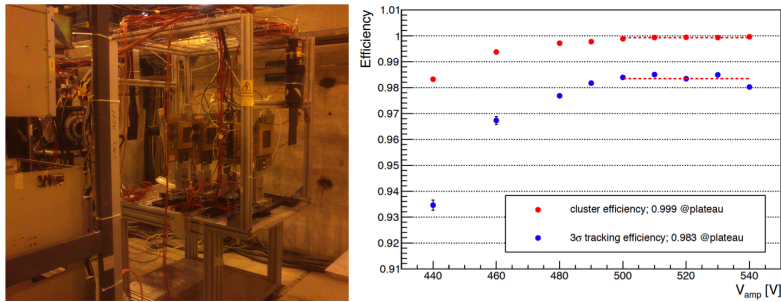 Efficiency
1.01
1
0.99
0.98
0.97
0.96
0.95
0.94
0.93
0.92
0.91
cluster efficiency; 0.999 @plateau
3σ tracking efficiency; 0.983 @plateau
440 460 480 500 520 540
V_amp [V]